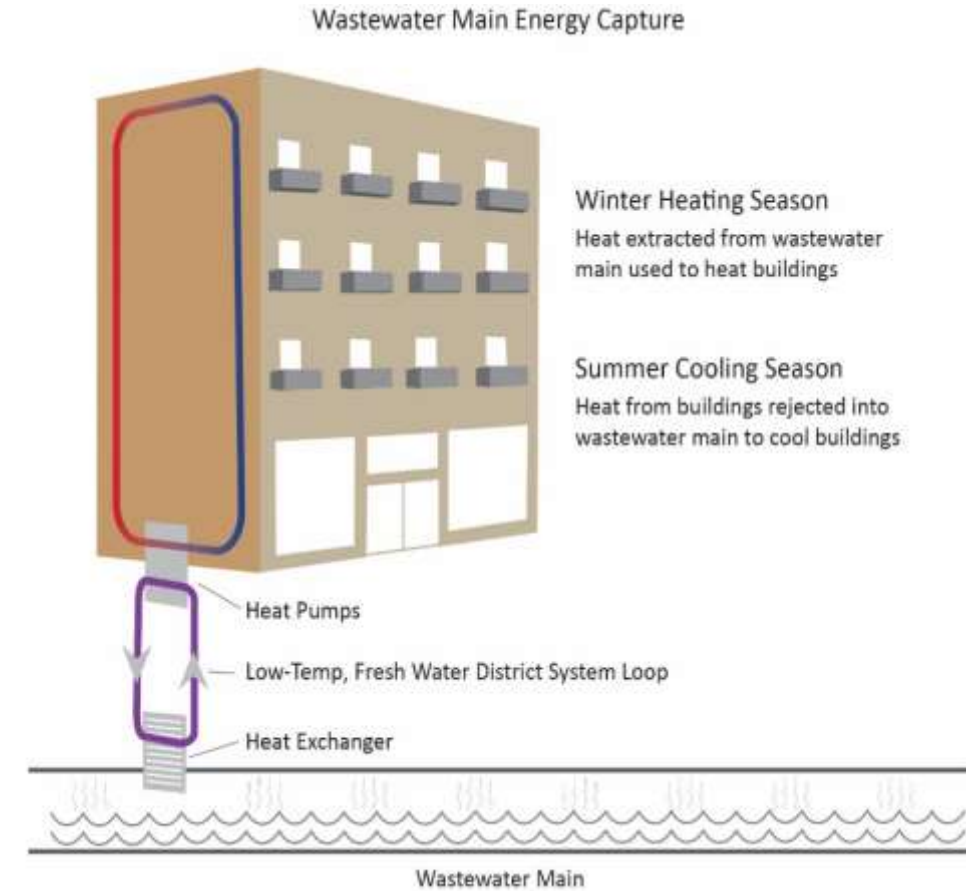 Wastewater Main Energy Capture
Winter Heating Season
Heat extracted from wastewater
main used to heat buildings
Summer Cooling Season
Heat from buildings rejected into
wastewater main to cool buildings
Heat Pumps
Low-Temp, Fresh Water District System Loop
Heat Exchanger
Wastewater Main